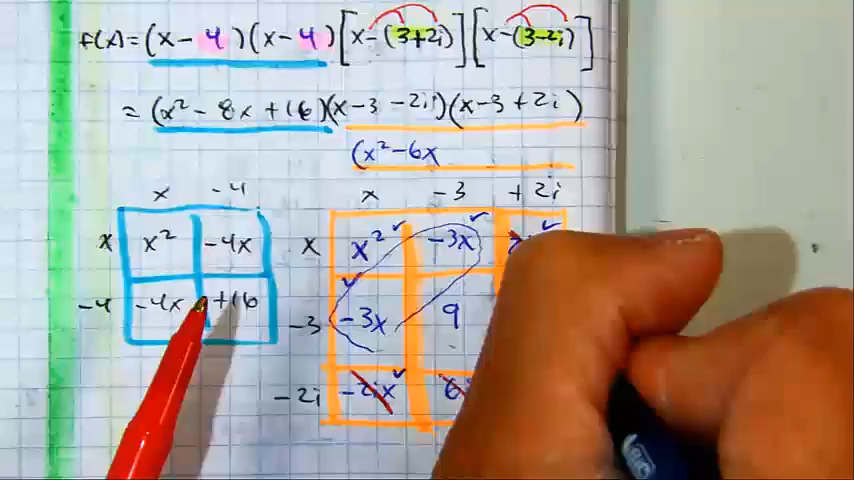 f(x) = (x - 4)(x - 4)[x - (3+2i)][x - (3-2i)]
= (x² - 8x + 16)(x - 3 - 2i)(x - 3 + 2i)
(x² - 6x
x -4
x x² -4x
-4 -4x +16
x -3 +2i
x x² -3x
-3 -3x 9
-2i -2ix 6i